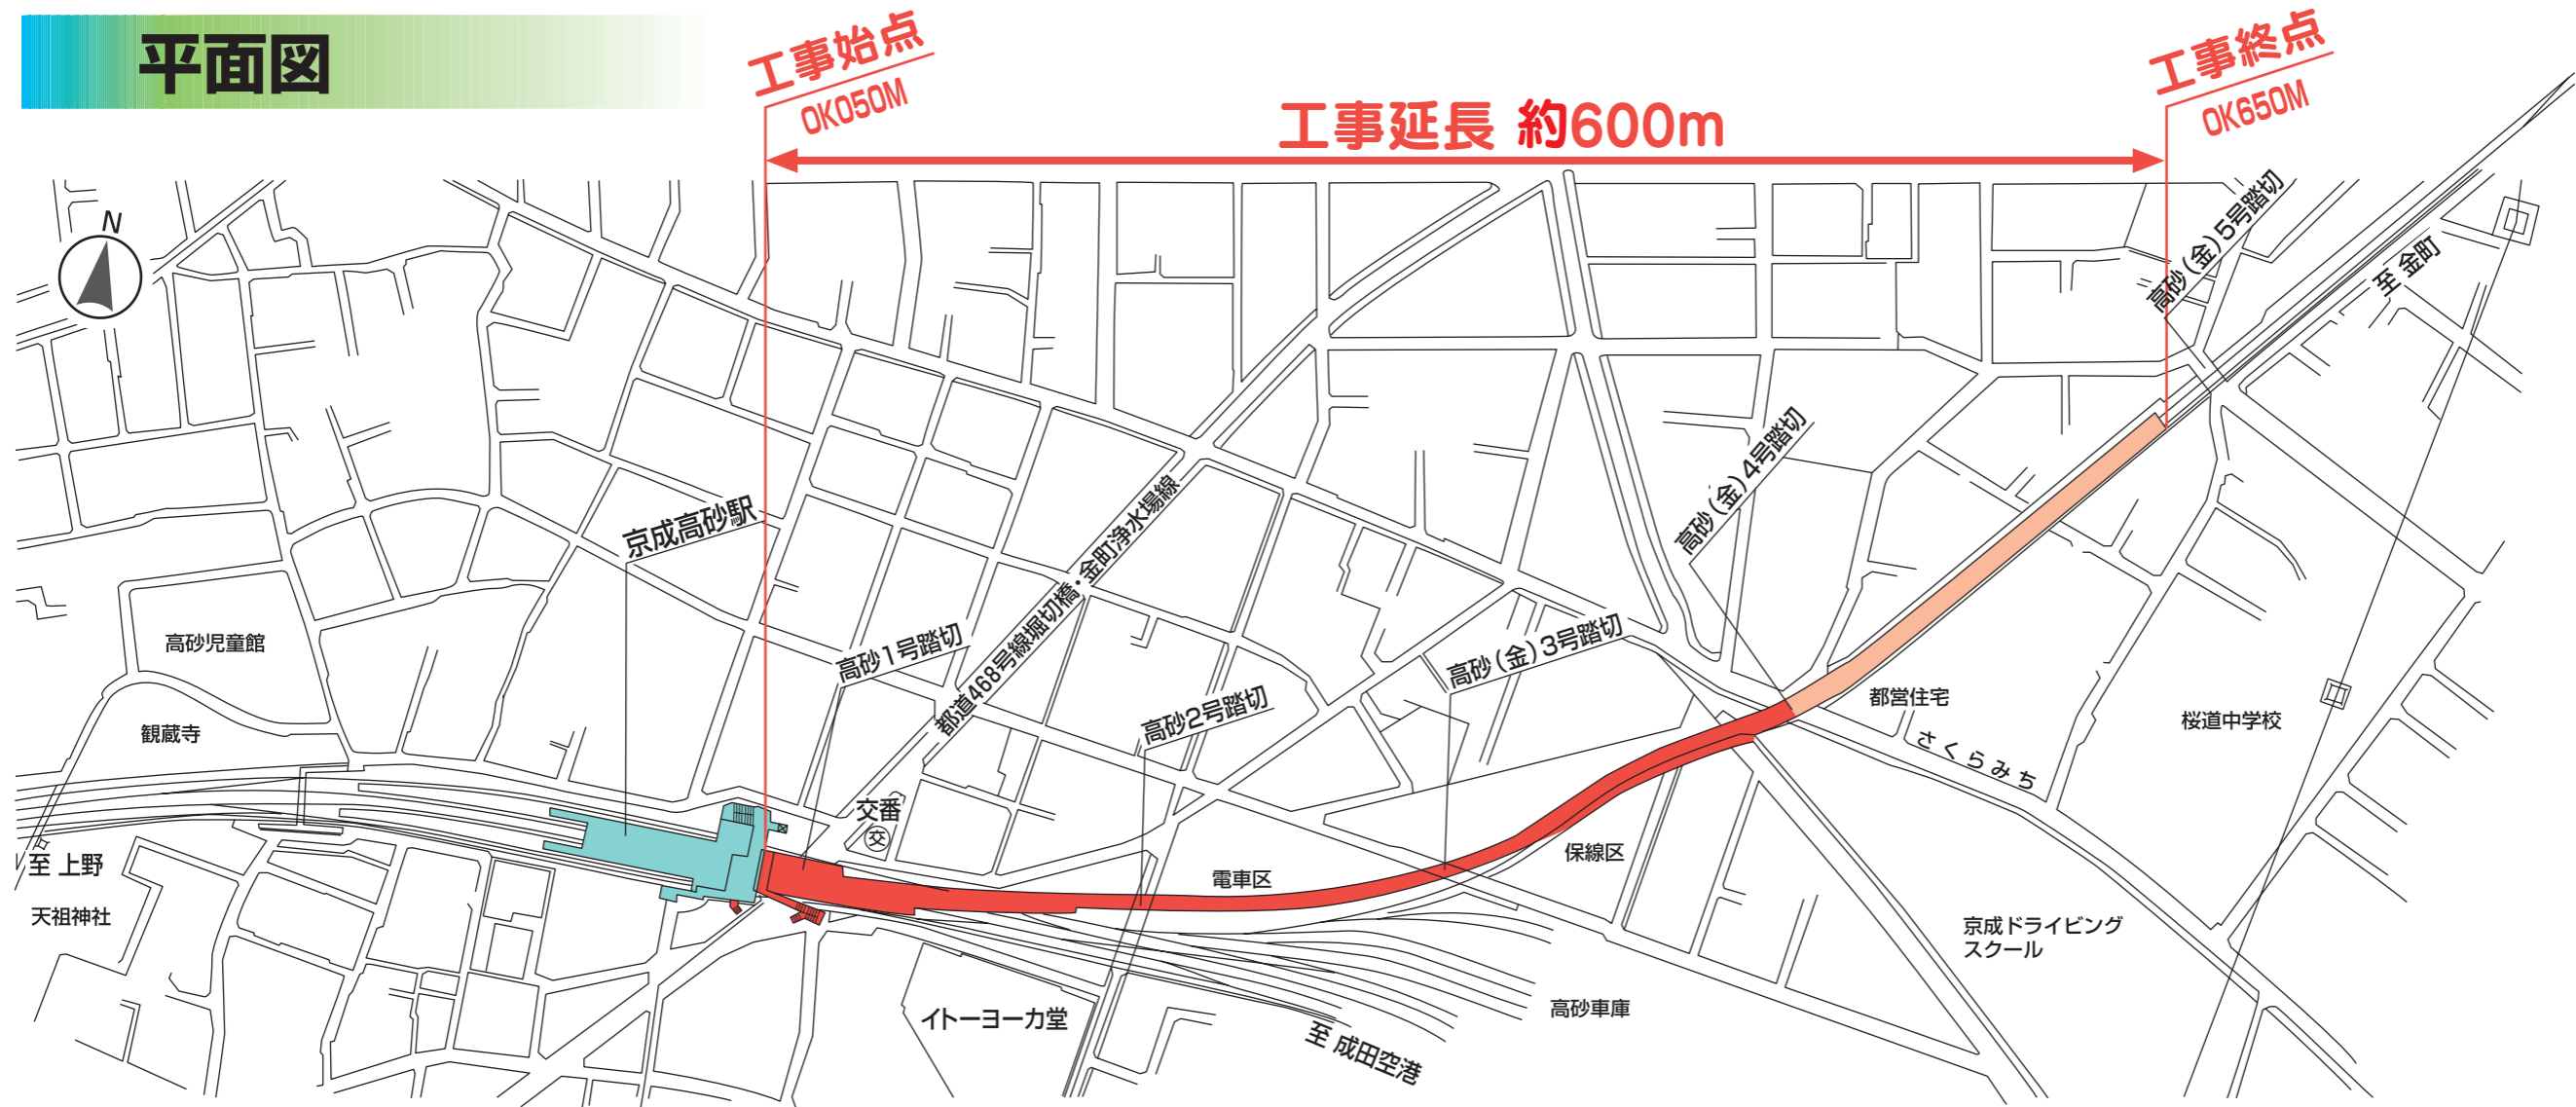 平面図
工事始点
0K050M
工事延長 約600m
工事終点
0K650M
N
高砂(金)5号踏切
至 金町
高砂(金)4号踏切
京成高砂駅
都道468号線堀切橋・金町浄水場線
高砂1号踏切
高砂2号踏切
高砂(金)3号踏切
高砂児童館
観蔵寺
都営住宅
さくらみち
桜道中学校
交番
交
至 上野
天祖神社
電車区
保線区
京成ドライビング
スクール
高砂車庫
イトーヨーカ堂
至 成田空港